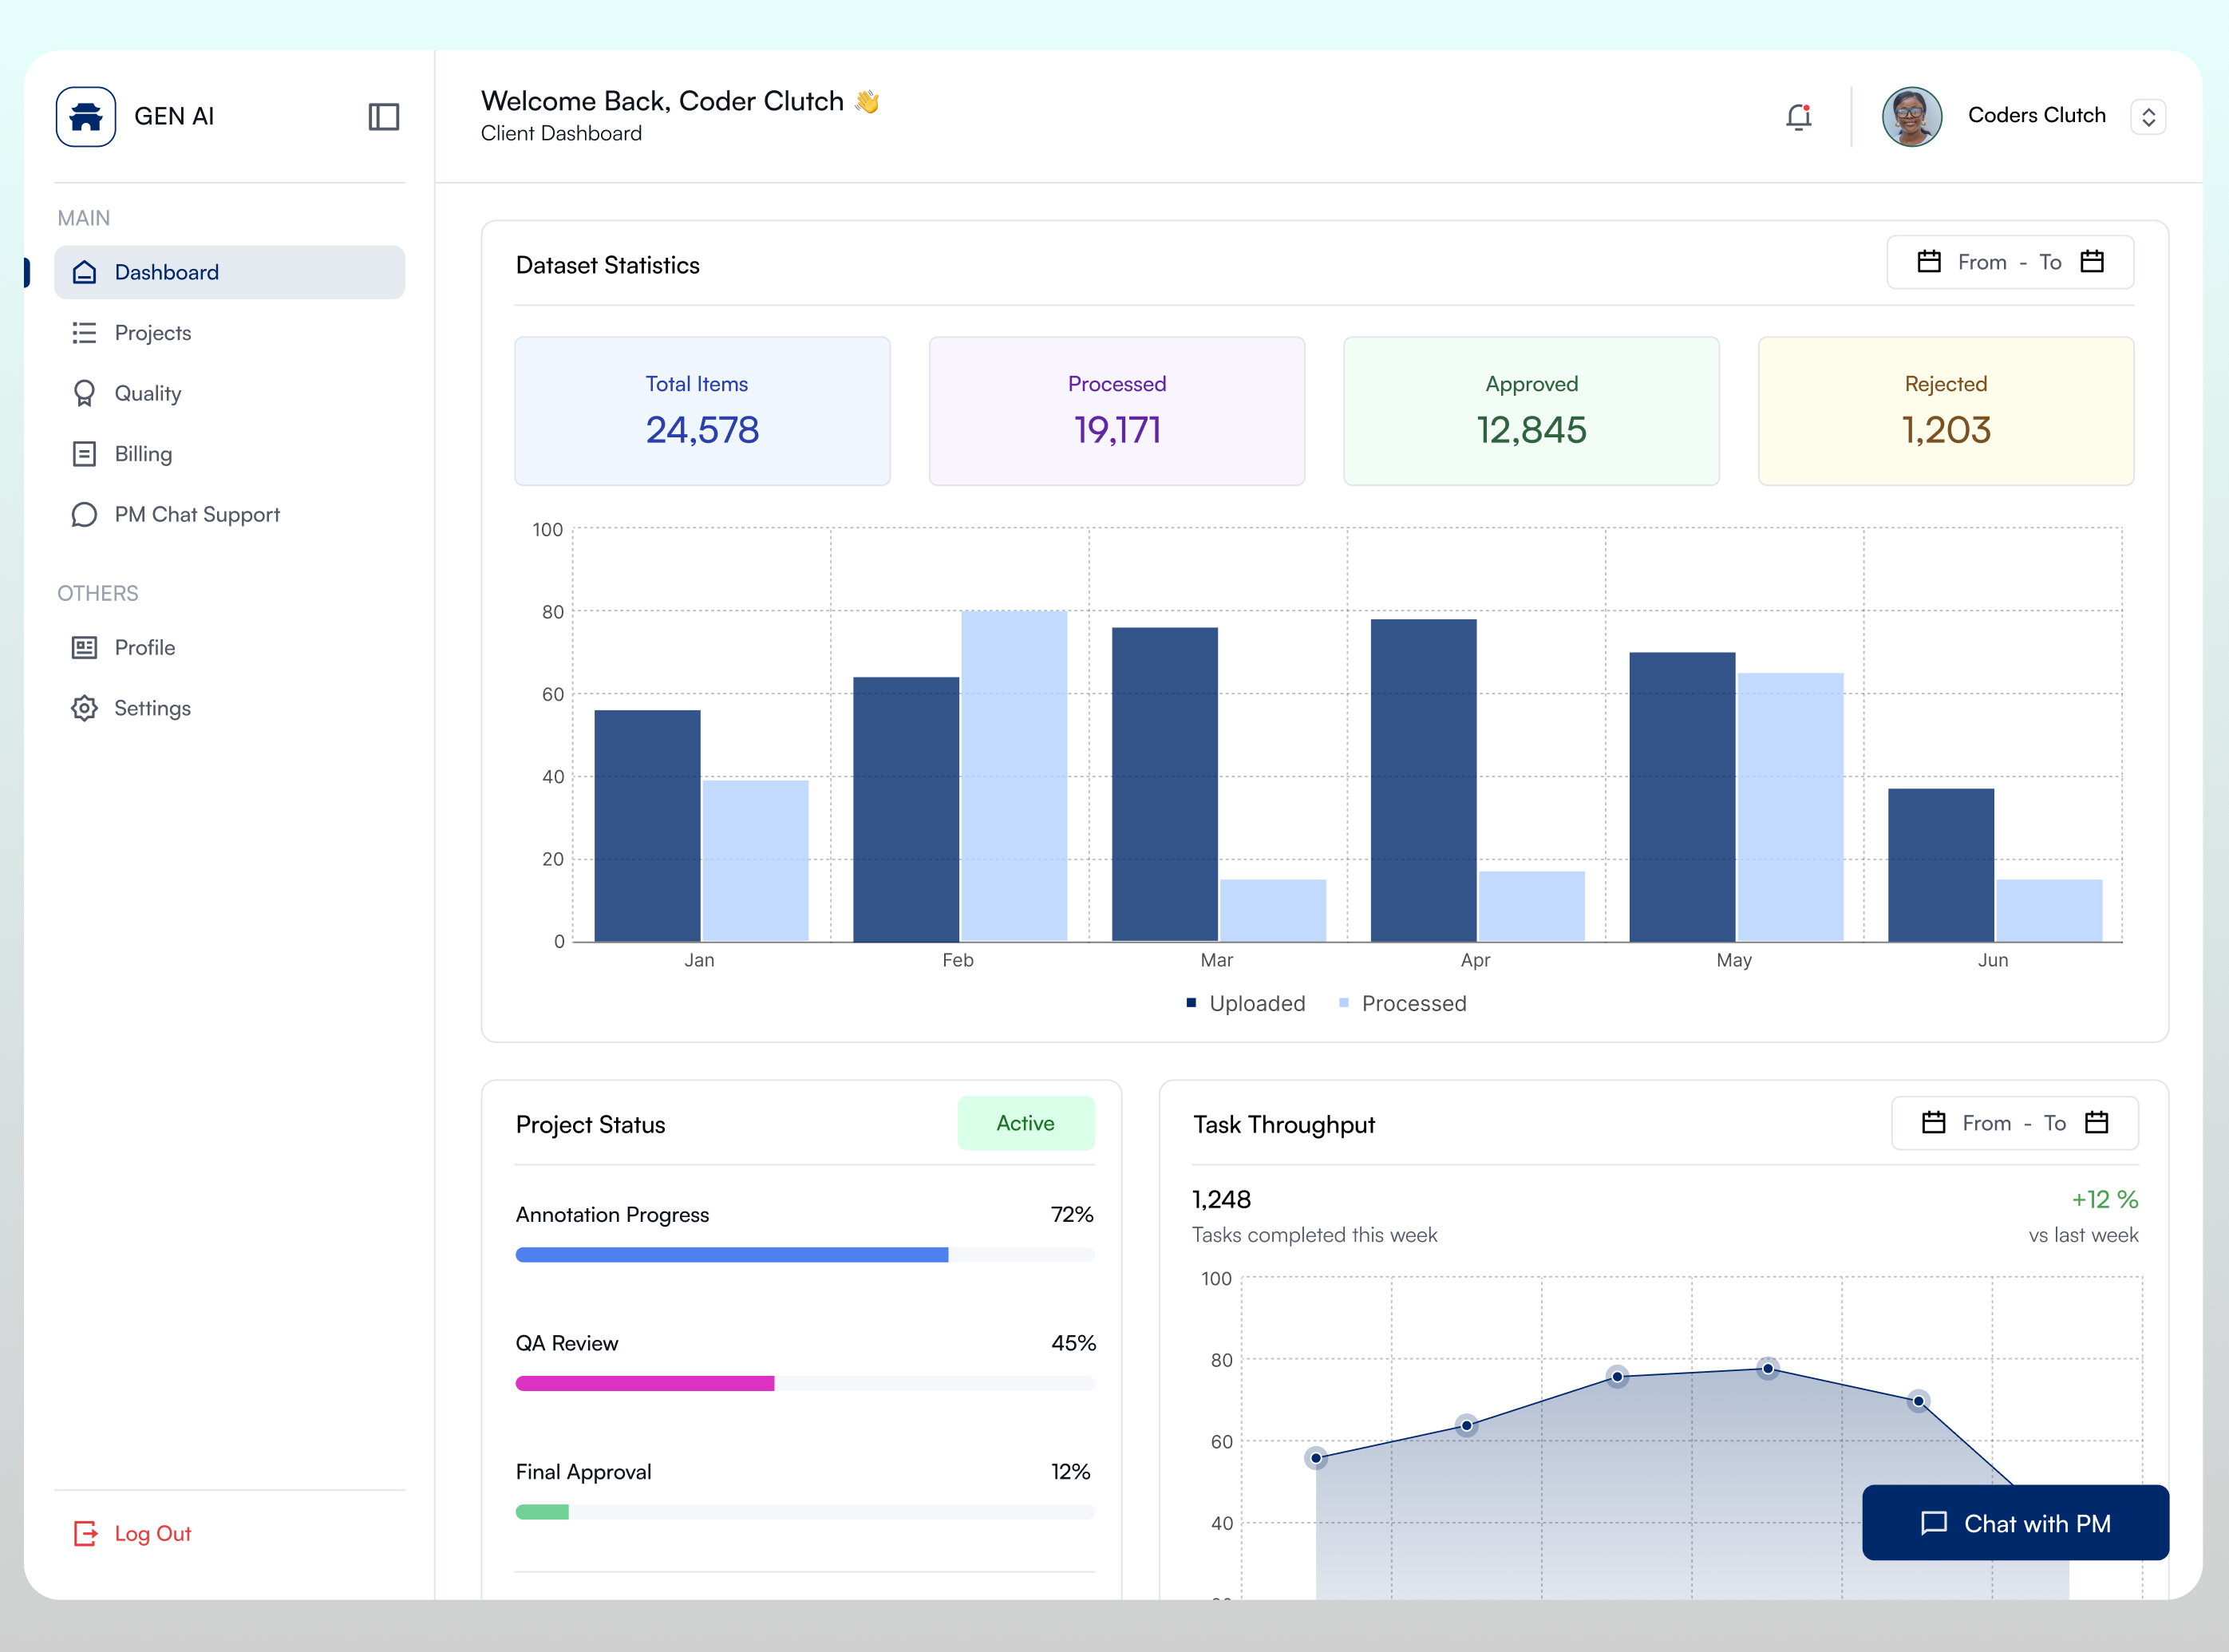 GEN AI
MAIN
Dashboard
Projects
Quality
Billing
PM Chat Support
OTHERS
Profile
Settings
Log Out
Welcome Back, Coder Clutch 👋
Client Dashboard
Coders Clutch
Dataset Statistics
From - To
Total Items
24,578
Processed
19,171
Approved
12,845
Rejected
1,203
100
80
60
40
20
0
Jan Feb Mar Apr May Jun
Uploaded Processed
Project Status
Active
Annotation Progress 72%
QA Review 45%
Final Approval 12%
Task Throughput
From - To
1,248 +12 %
Tasks completed this week vs last week
100
80
60
40
Chat with PM